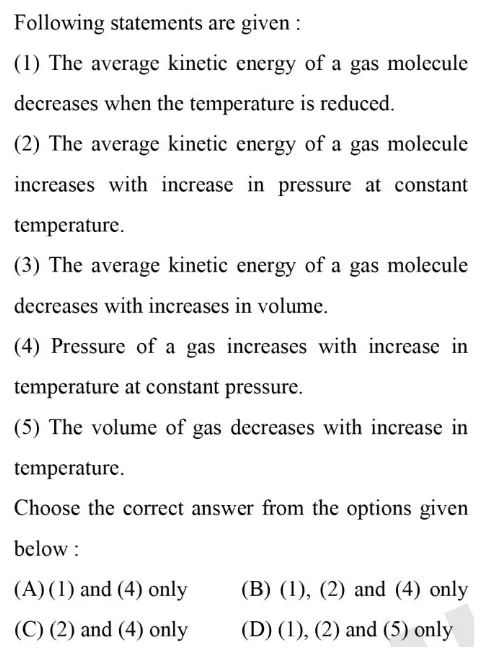 Following statements are given :
(1) The average kinetic energy of a gas molecule
decreases when the temperature is reduced.
(2) The average kinetic energy of a gas molecule
increases with increase in pressure at constant
temperature.
(3) The average kinetic energy of a gas molecule
decreases with increases in volume.
(4) Pressure of a gas increases with increase in
temperature at constant pressure.
(5) The volume of gas decreases with increase in
temperature.
Choose the correct answer from the options given
below :
(A) (1) and (4) only (B) (1), (2) and (4) only
(C) (2) and (4) only (D) (1), (2) and (5) only